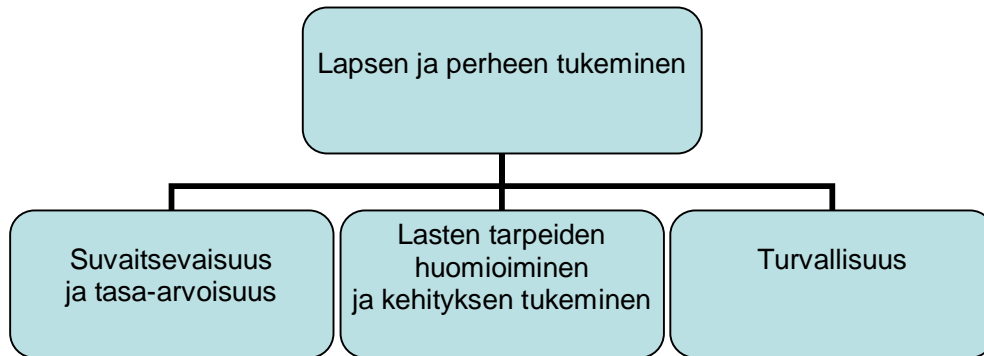 Lapsen ja perheen tukeminen
Suvaitsevaisuus
ja tasa-arvoisuus
Lasten tarpeiden
huomioiminen
ja kehityksen tukeminen
Turvallisuus